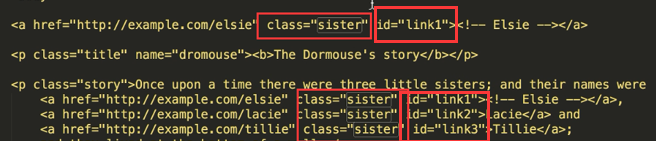 <a href="http://example.com/elsie" class="sister" id="link1"><!-- Elsie --></a>
<p class="title" name="dromouse"><b>The Dormouse's story</b></p>
<p class="story">Once upon a time there were three little sisters; and their names were
<a href="http://example.com/elsie" class="sister" id="link1"><!-- Elsie --></a>,
<a href="http://example.com/lacie" class="sister" id="link2">Lacie</a> and
<a href="http://example.com/tillie" class="sister" id="link3">Tillie</a>;